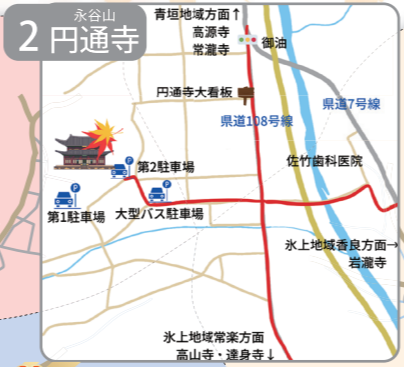 永谷山
2 円通寺
青垣地域方面↑
高源寺
常瀧寺
御油
円通寺大看板
県道7号線
県道108号線
佐竹歯科医院
P
第2駐車場
P
P
第1駐車場
大型バス駐車場
氷上地域香良方面→
岩瀧寺
氷上地域常楽方面
高山寺・達身寺↓